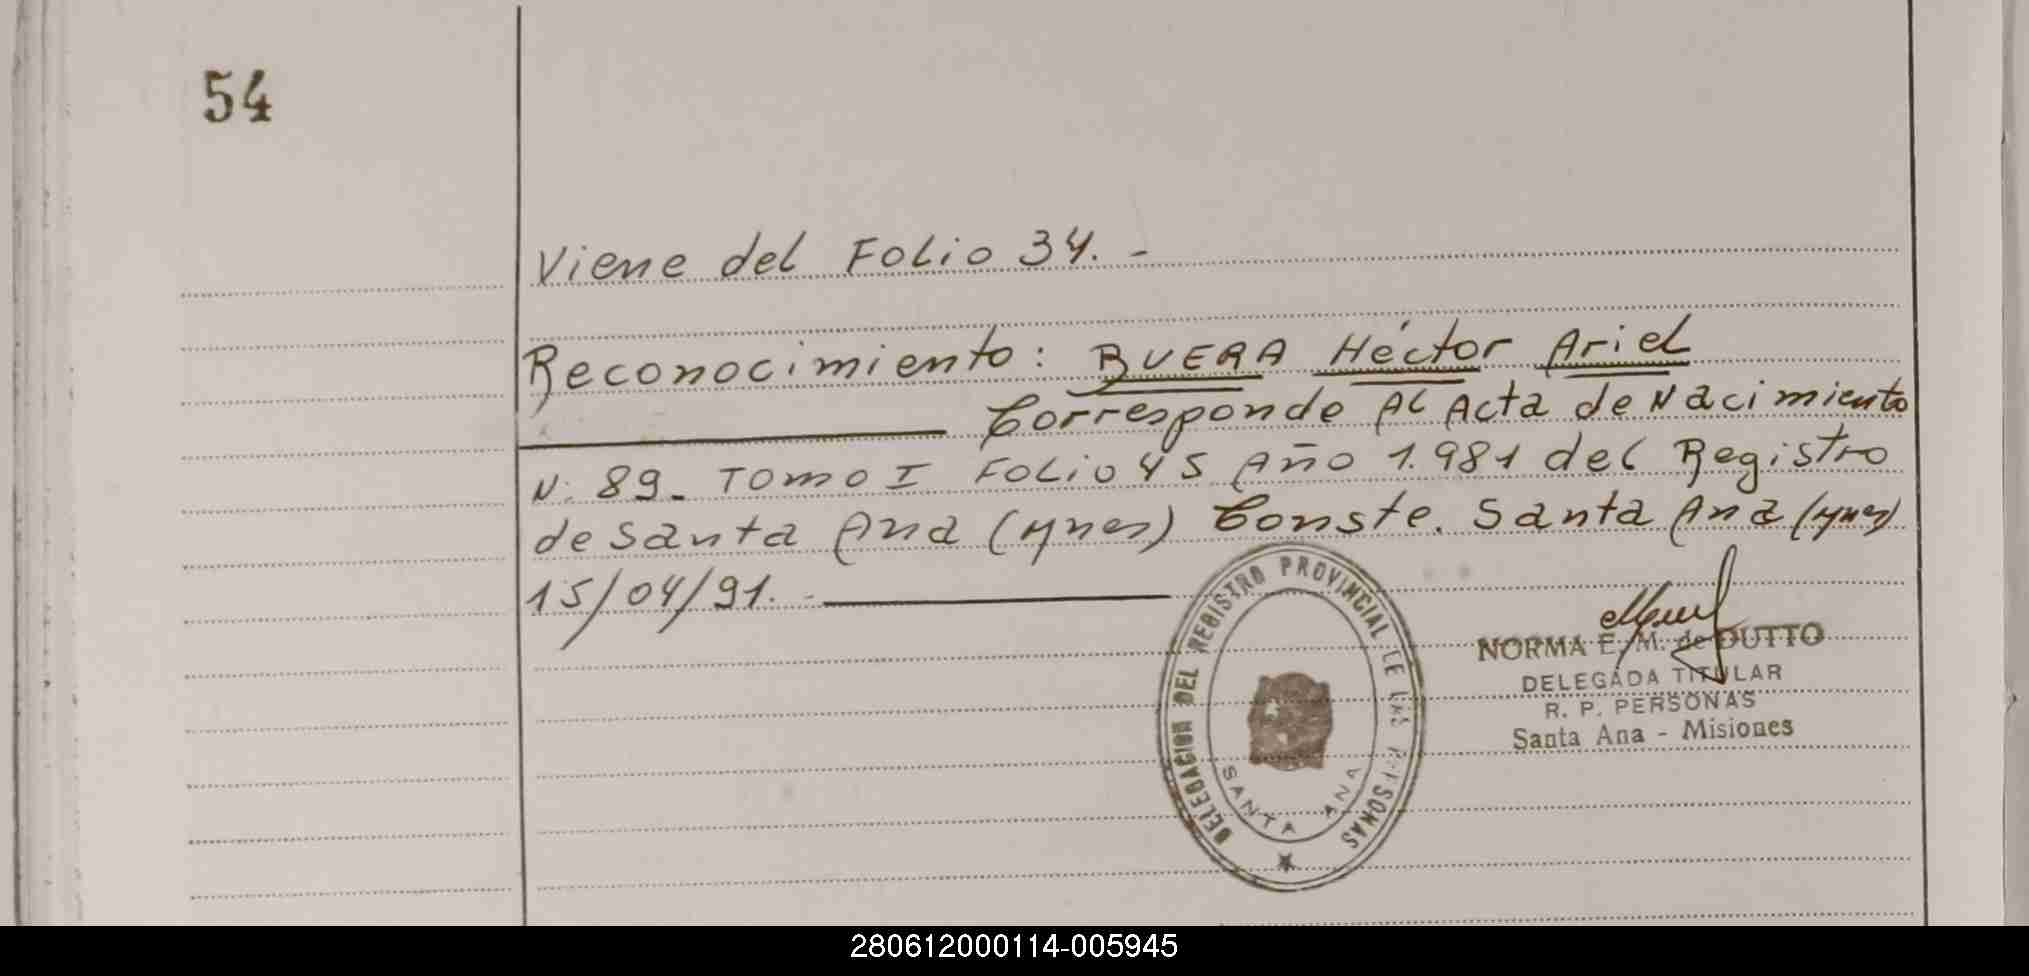 54
Viene del Folio 34. -
Reconocimiento: BUERA Héctor Ariel
Corresponde al Acta de Nacimiento
N. 89- Tomo I Folio 45 Año 1.981 del Registro
de Santa Ana (Mnes) Conste. Santa Ana (Mnes)
15/04/91. -
DELEGACION DEL REGISTRO PROVINCIAL DE LAS PERSONAS
SANTA ANA
NORMA E. M. de DUTTO
DELEGADA TITULAR
R. P. PERSONAS
Santa Ana - Misiones
280612000114-005945